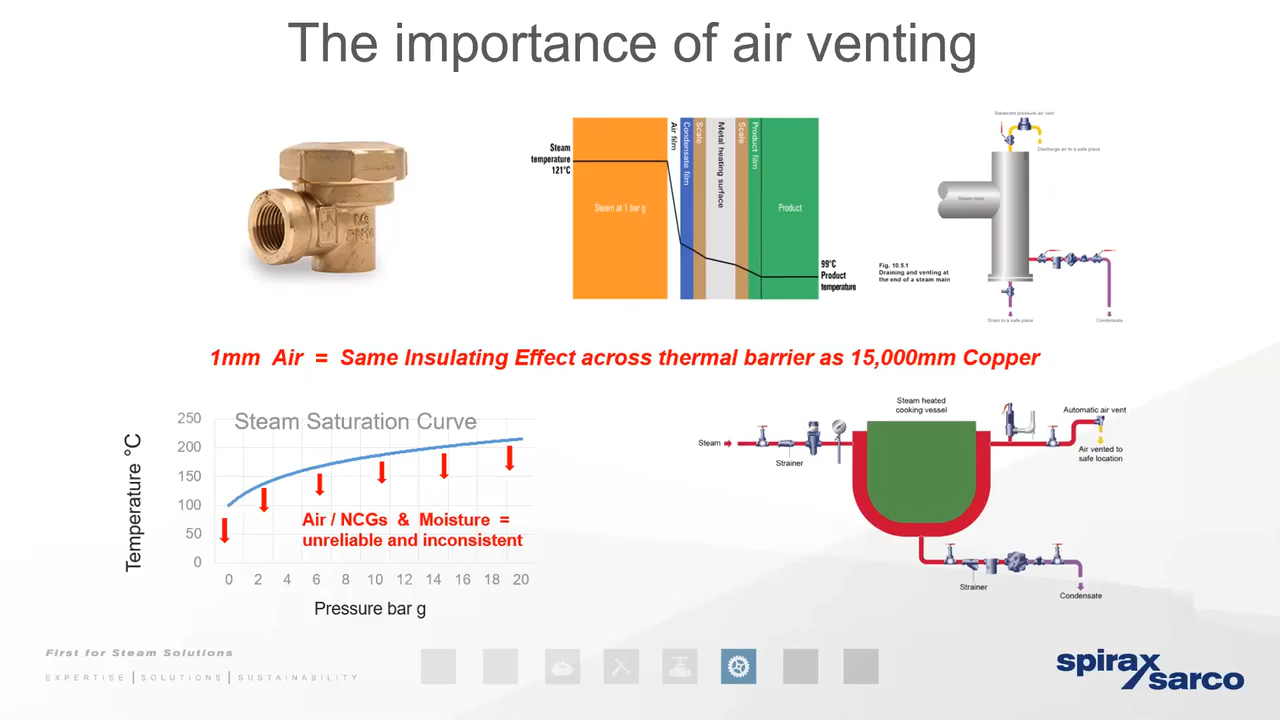 The importance of air venting
Steam
temperature
121°C
Steam at 1 bar g
Air film
Condensate film
Scale
Metal heating surface
Scale
Product film
Product
99°C
Product
temperature
Balanced pressure air vent
Discharge air to a safe place
Steam main
Fig. 10.5.1
Draining and venting at
the end of a steam main
Drain to a safe place
Condensate
1mm Air = Same Insulating Effect across thermal barrier as 15,000mm Copper
Steam Saturation Curve
Temperature °C
250
200
150
100
50
0
Air / NCGs & Moisture =
unreliable and inconsistent
0 2 4 6 8 10 12 14 16 18 20
Pressure bar g
Steam heated
cooking vessel
Automatic air vent
Steam
Strainer
Air vented to
safe location
Strainer
Condensate
First for Steam Solutions
EXPERTISE | SOLUTIONS | SUSTAINABILITY
spirax
sarco